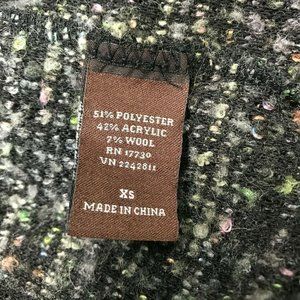 51% POLYESTER
42% ACRYLIC
7% WOOL
RN 17730
VN 2242811
XS
MADE IN CHINA